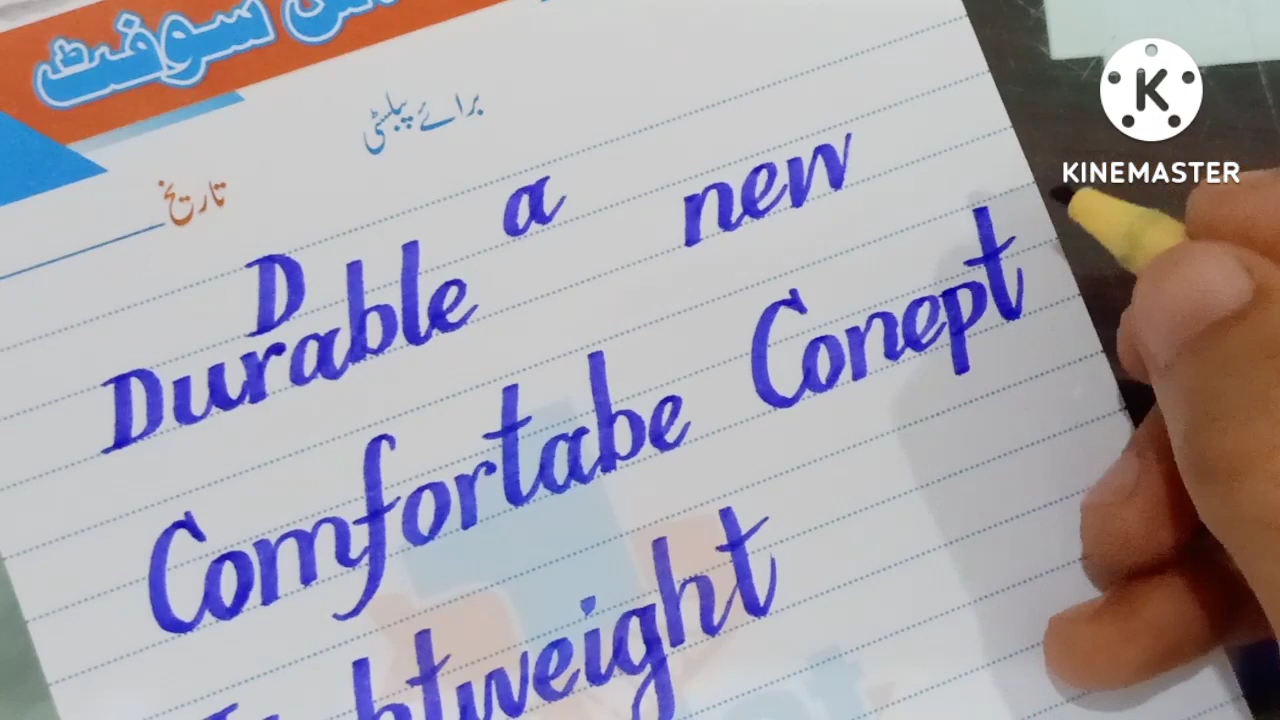 سوفٹ
برائے پبلسٹی
تاریخ
KINEMASTER
a new
D
Durable Conept
Comfortabe